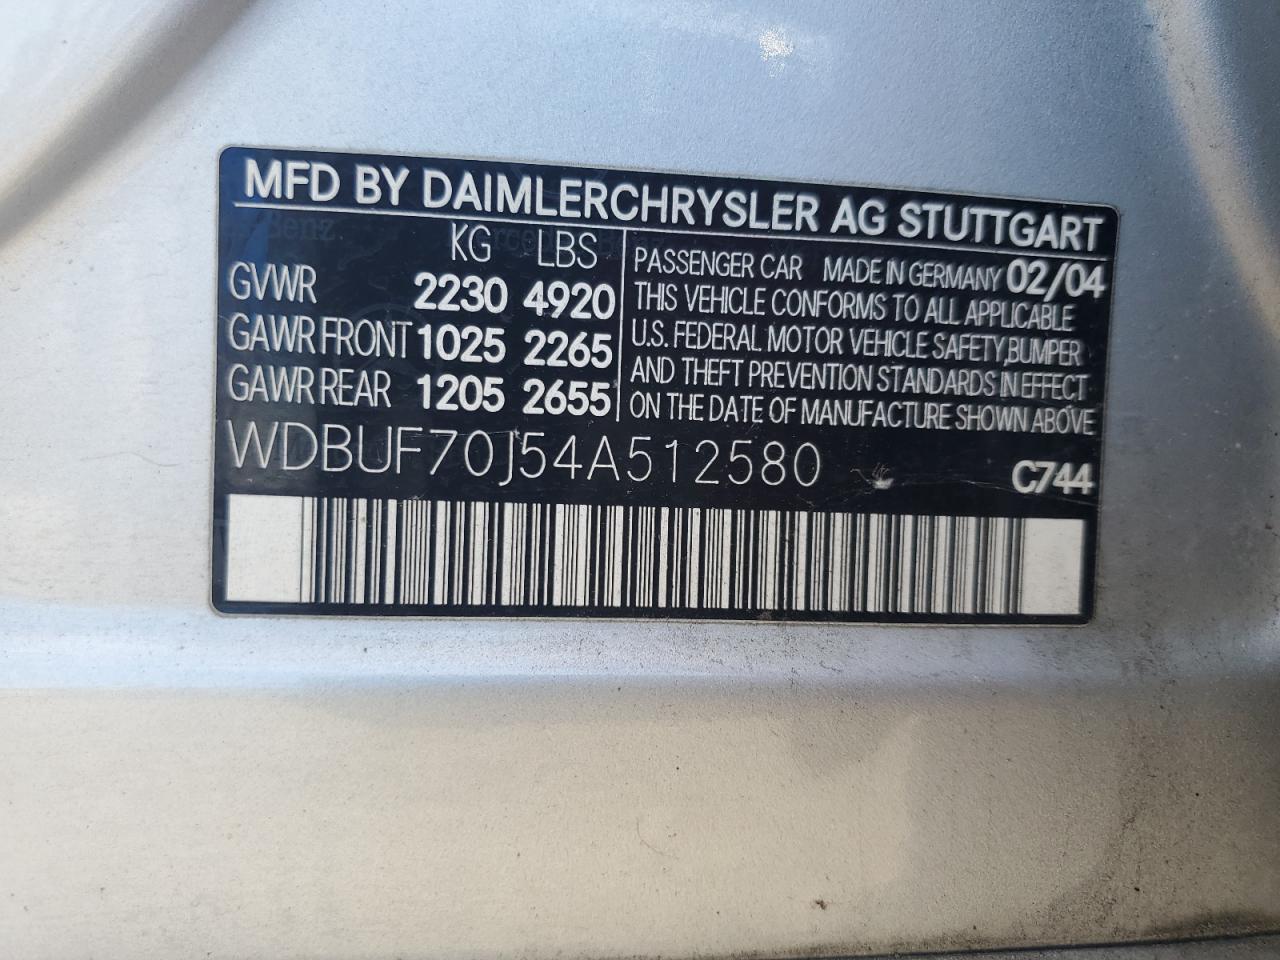 MFD BY DAIMLERCHRYSLER AG STUTTGART
KG LBS
GVWR 2230 4920
GAWR FRONT 1025 2265
GAWR REAR 1205 2655
PASSENGER CAR MADE IN GERMANY 02/04
THIS VEHICLE CONFORMS TO ALL APPLICABLE
U.S. FEDERAL MOTOR VEHICLE SAFETY, BUMPER
AND THEFT PREVENTION STANDARDS IN EFFECT
ON THE DATE OF MANUFACTURE SHOWN ABOVE
WDBUF70J54A512580
C744